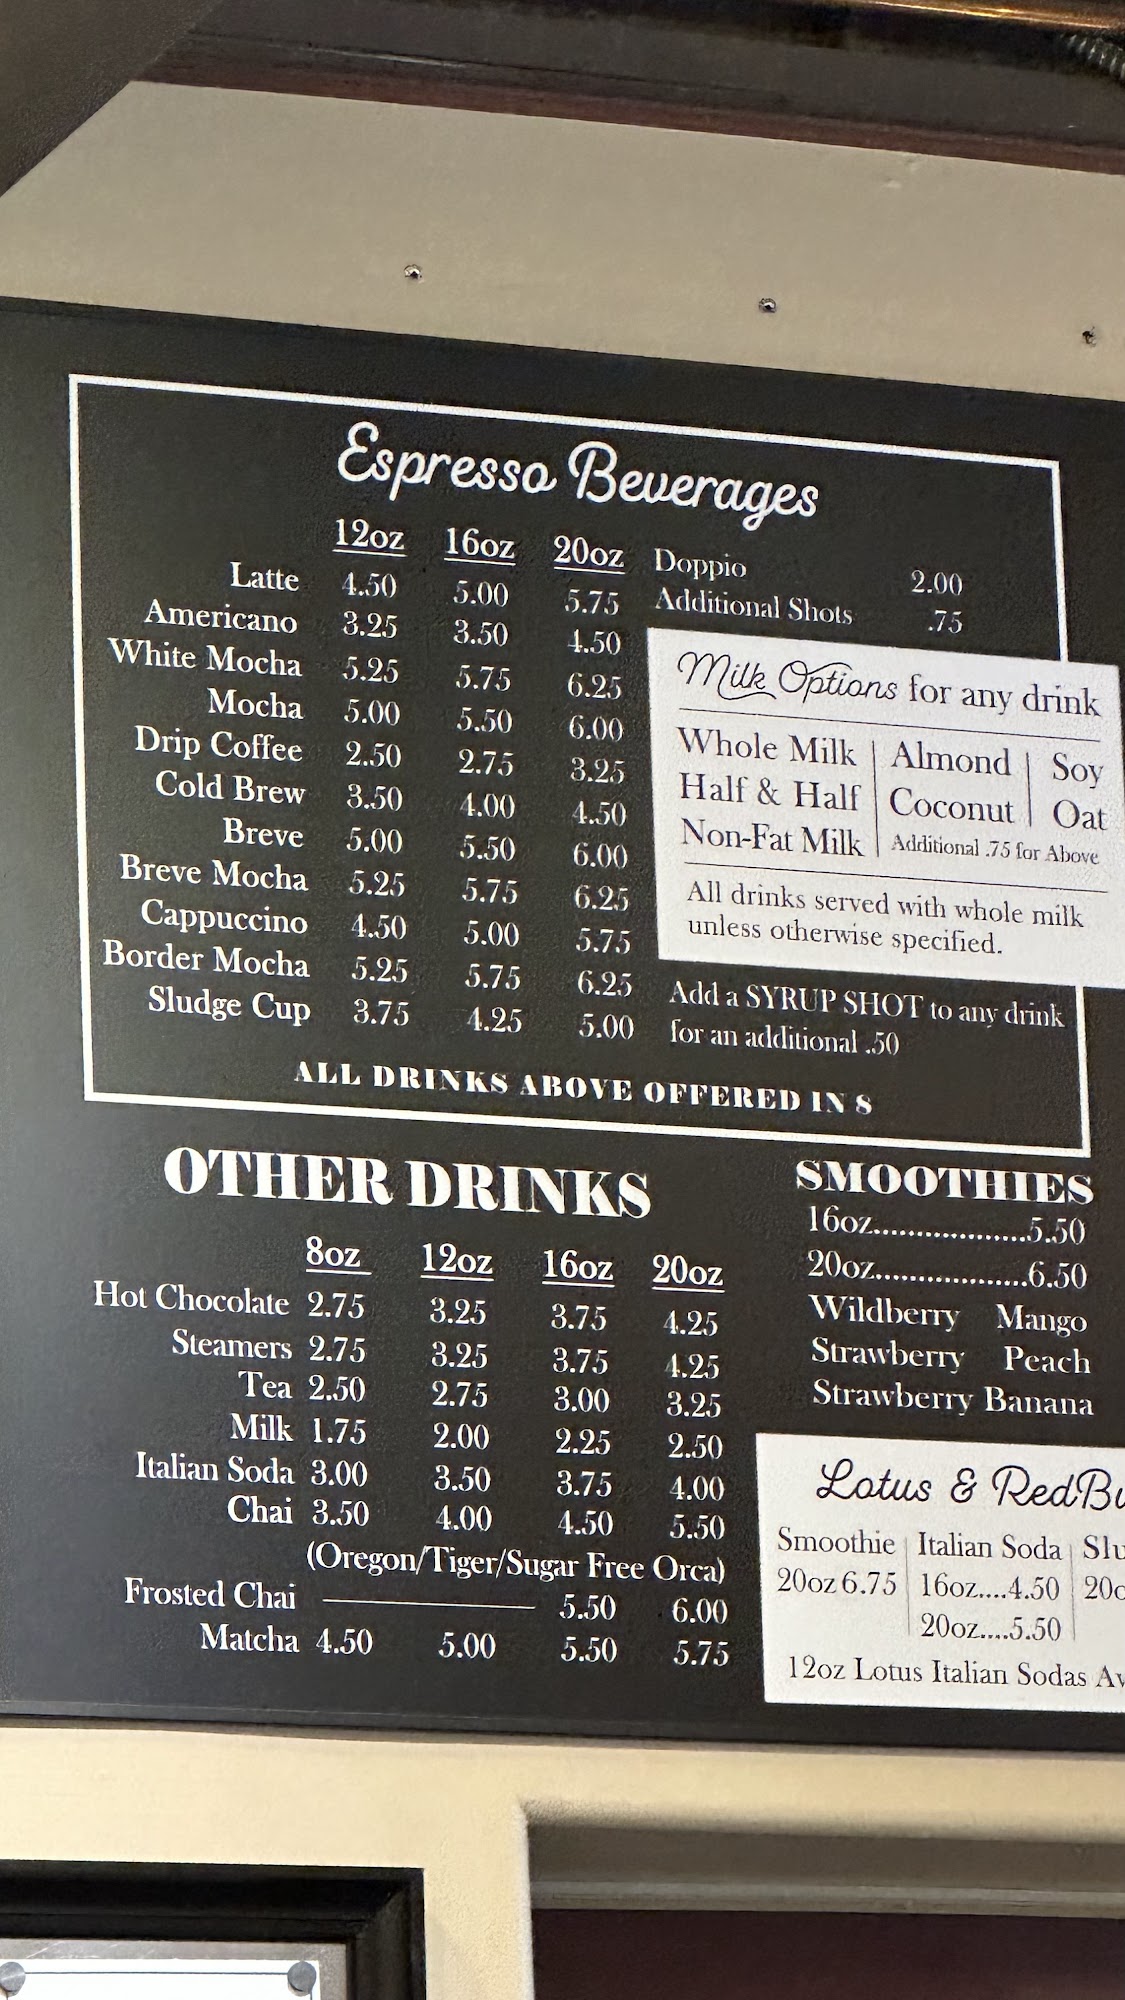 Espresso Beverages
12oz 16oz 20oz
Latte 4.50 5.00 5.75
Americano 3.25 3.50 4.50
White Mocha 5.25 5.75 6.25
Mocha 5.00 5.50 6.00
Drip Coffee 2.50 2.75 3.25
Cold Brew 3.50 4.00 4.50
Breve 5.00 5.50 6.00
Breve Mocha 5.25 5.75 6.25
Cappuccino 4.50 5.00 5.75
Border Mocha 5.25 5.75 6.25
Sludge Cup 3.75 4.25 5.00
Doppio 2.00
Additional Shots .75
Milk Options for any drink
Whole Milk | Almond | Soy
Half & Half | Coconut | Oat
Non-Fat Milk | Additional .75 for Above
All drinks served with whole milk
unless otherwise specified.
Add a SYRUP SHOT to any drink
for an additional .50
ALL DRINKS ABOVE OFFERED IN 8
OTHER DRINKS
8oz 12oz 16oz 20oz
Hot Chocolate 2.75 3.25 3.75 4.25
Steamers 2.75 3.25 3.75 4.25
Tea 2.50 2.75 3.00 3.25
Milk 1.75 2.00 2.25 2.50
Italian Soda 3.00 3.50 3.75 4.00
Chai 3.50 4.00 4.50 5.50
(Oregon/Tiger/Sugar Free Orca)
Frosted Chai 5.50 6.00
Matcha 4.50 5.00 5.50 5.75
SMOOTHIES
16oz...................5.50
20oz...................6.50
Wildberry Mango
Strawberry Peach
Strawberry Banana
Lotus & RedBu
Smoothie | Italian Soda | Slu
20oz 6.75 | 16oz....4.50 | 20o
20oz....5.50
12oz Lotus Italian Sodas Av